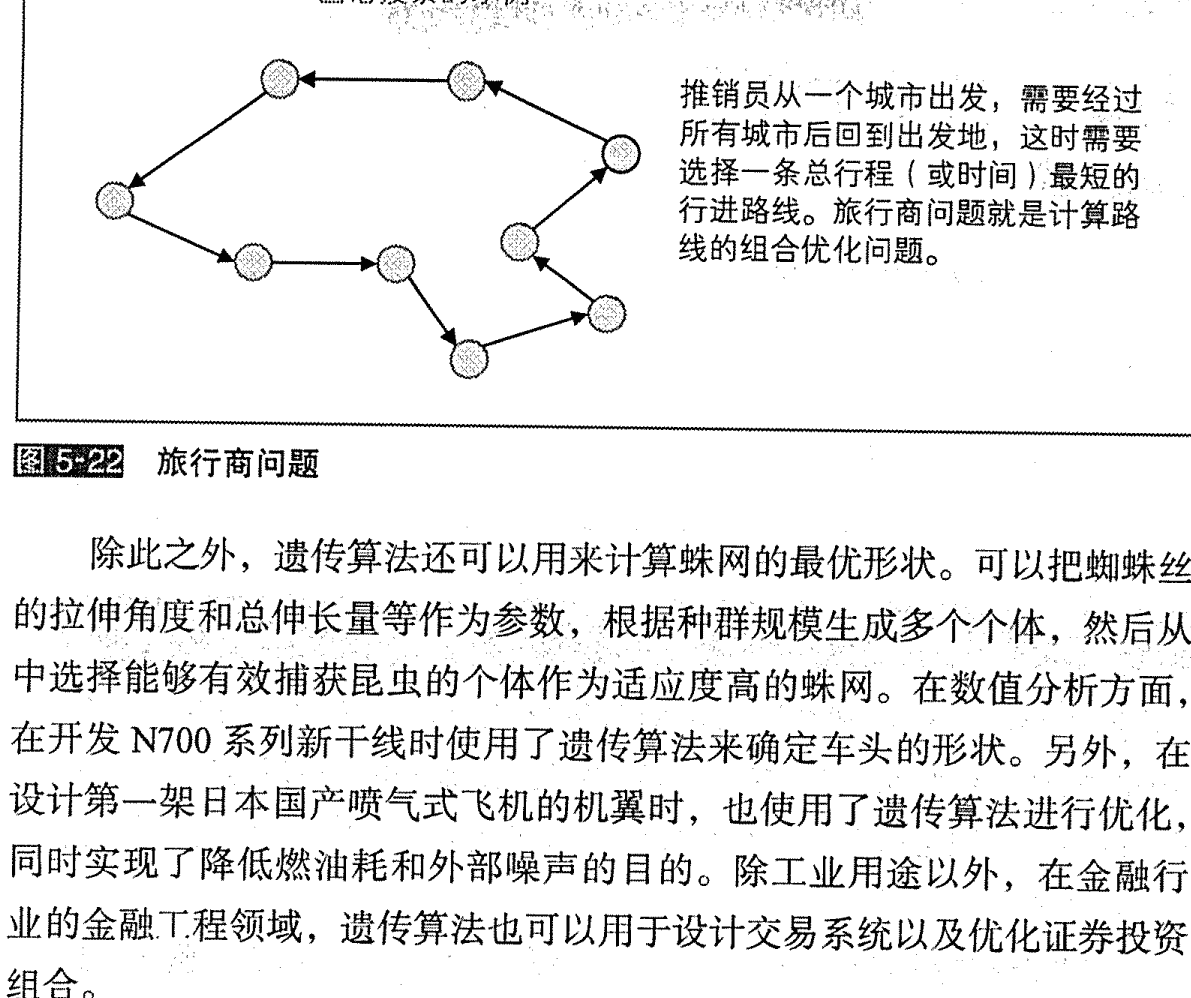 推销员从一个城市出发，需要经过
所有城市后回到出发地，这时需要
选择一条总行程（或时间）最短的
行进路线。旅行商问题就是计算路
线的组合优化问题。
图 5-22 旅行商问题
除此之外，遗传算法还可以用来计算蛛网的最优形状。可以把蜘蛛丝
的拉伸角度和总伸长量等作为参数，根据种群规模生成多个个体，然后从
中选择能够有效捕获昆虫的个体作为适应度高的蛛网。在数值分析方面，
在开发 N700 系列新干线时使用了遗传算法来确定车头的形状。另外，在
设计第一架日本国产喷气式飞机的机翼时，也使用了遗传算法进行优化，
同时实现了降低燃油耗和外部噪声的目的。除工业用途以外，在金融行
业的金融工程领域，遗传算法也可以用于设计交易系统以及优化证券投资
组合。